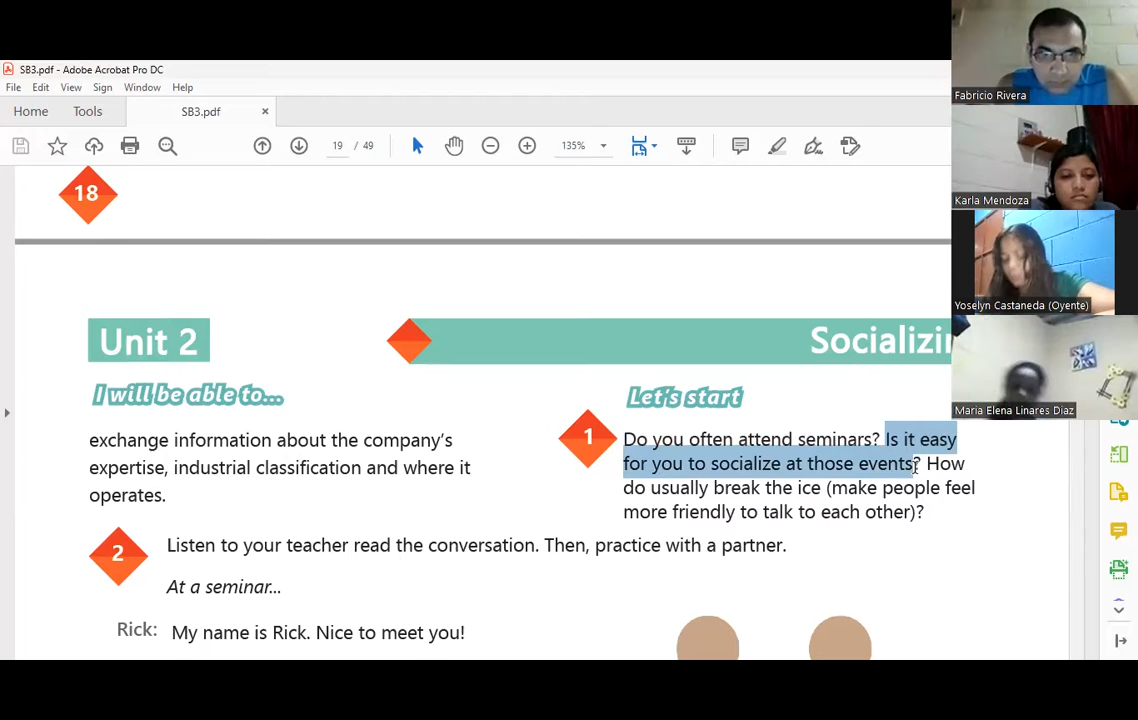 SB3.pdf - Adobe Acrobat Pro DC
File Edit View Sign Window Help
Home Tools SB3.pdf ×
19 / 49 135%
18
Unit 2
Socializin
I will be able to...
exchange information about the company's
expertise, industrial classification and where it
operates.
Let's start
1
Do you often attend seminars? Is it easy
for you to socialize at those events? How
do usually break the ice (make people feel
more friendly to talk to each other)?
2 Listen to your teacher read the conversation. Then, practice with a partner.
At a seminar...
Rick: My name is Rick. Nice to meet you!
Fabricio Rivera
Karla Mendoza
Yoselyn Castaneda (Oyente)
Maria Elena Linares Diaz